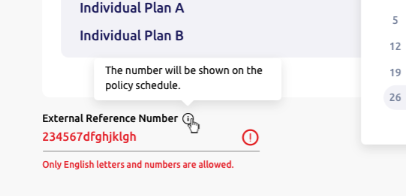 Individual Plan A
Individual Plan B
5
12
19
26
The number will be shown on the
policy schedule.
External Reference Number
234567dfghjklgh
Only English letters and numbers are allowed.